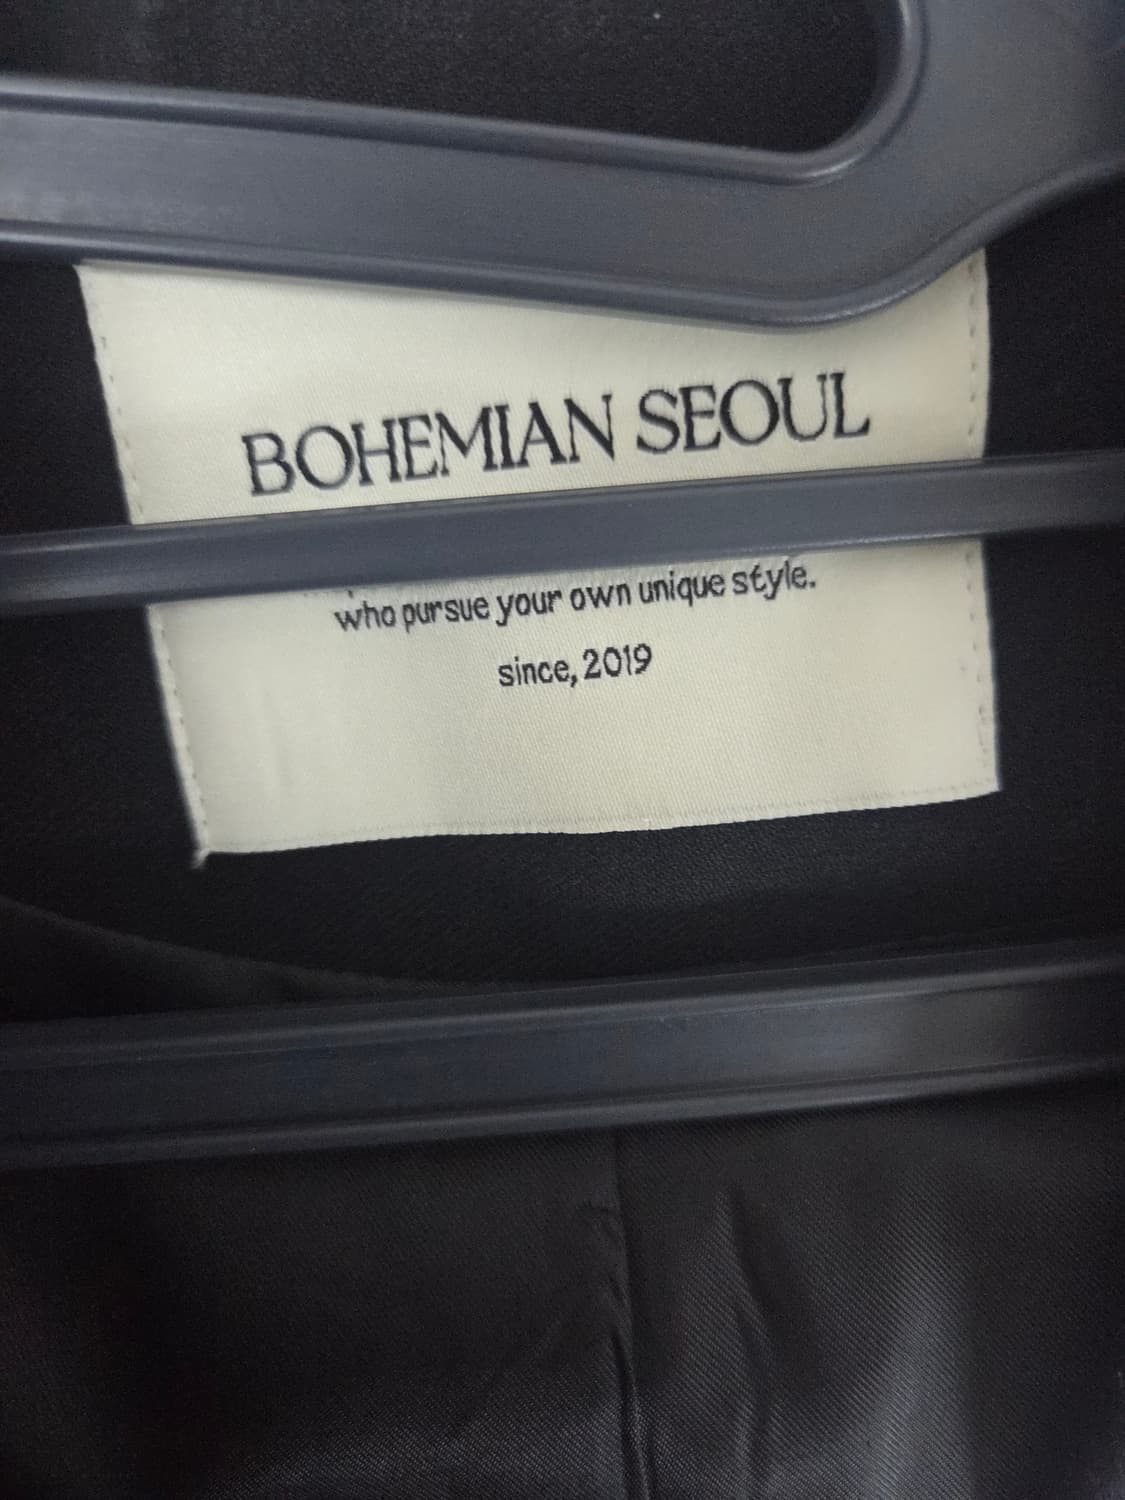 BOHEMIAN SEOUL
who pursue your own unique style.
since, 2019